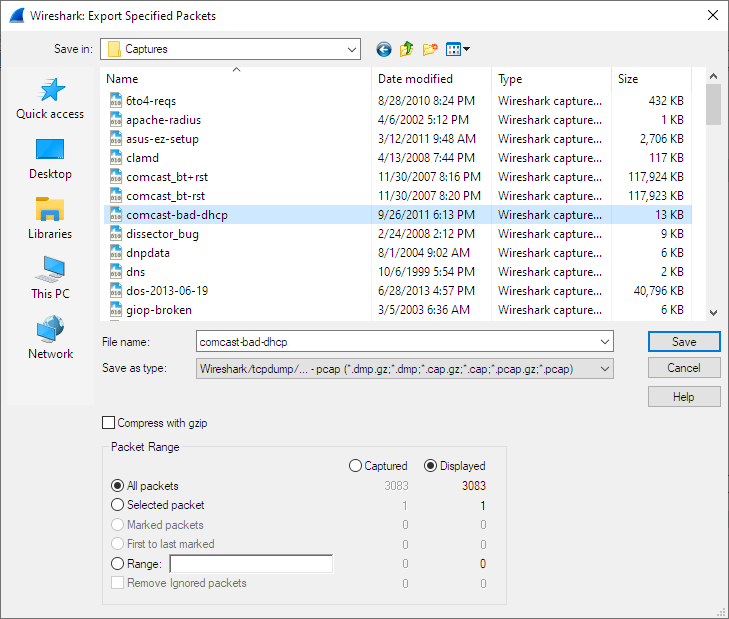 Wireshark: Export Specified Packets
Save in: Captures
Quick access
Desktop
Libraries
This PC
Network
Name Date modified Type Size
6to4-reqs 8/28/2010 8:24 PM Wireshark capture... 432 KB
apache-radius 4/6/2002 5:12 PM Wireshark capture... 1 KB
asus-ez-setup 3/12/2011 9:48 AM Wireshark capture... 2,706 KB
clamd 4/13/2008 7:44 PM Wireshark capture... 117 KB
comcast_bt+rst 11/30/2007 8:16 PM Wireshark capture... 117,924 KB
comcast_bt-rst 11/30/2007 8:20 PM Wireshark capture... 117,923 KB
comcast-bad-dhcp 9/26/2011 6:13 PM Wireshark capture... 13 KB
dissector_bug 2/24/2008 2:12 PM Wireshark capture... 9 KB
dnpdata 8/1/2004 9:02 AM Wireshark capture... 6 KB
dns 10/6/1999 5:54 PM Wireshark capture... 2 KB
dos-2013-06-19 6/28/2013 4:57 PM Wireshark capture... 40,796 KB
giop-broken 3/5/2003 6:36 AM Wireshark capture... 6 KB
File name: comcast-bad-dhcp Save
Save as type: Wireshark/tcpdump/... - pcap (*.dmp.gz;*.dmp;*.cap.gz;*.cap;*.pcap.gz;*.pcap) Cancel
Help
Compress with gzip
Packet Range
Captured Displayed
All packets 3083 3083
Selected packet 1 1
Marked packets 0 0
First to last marked 0 0
Range: 0 0
Remove Ignored packets 0 0